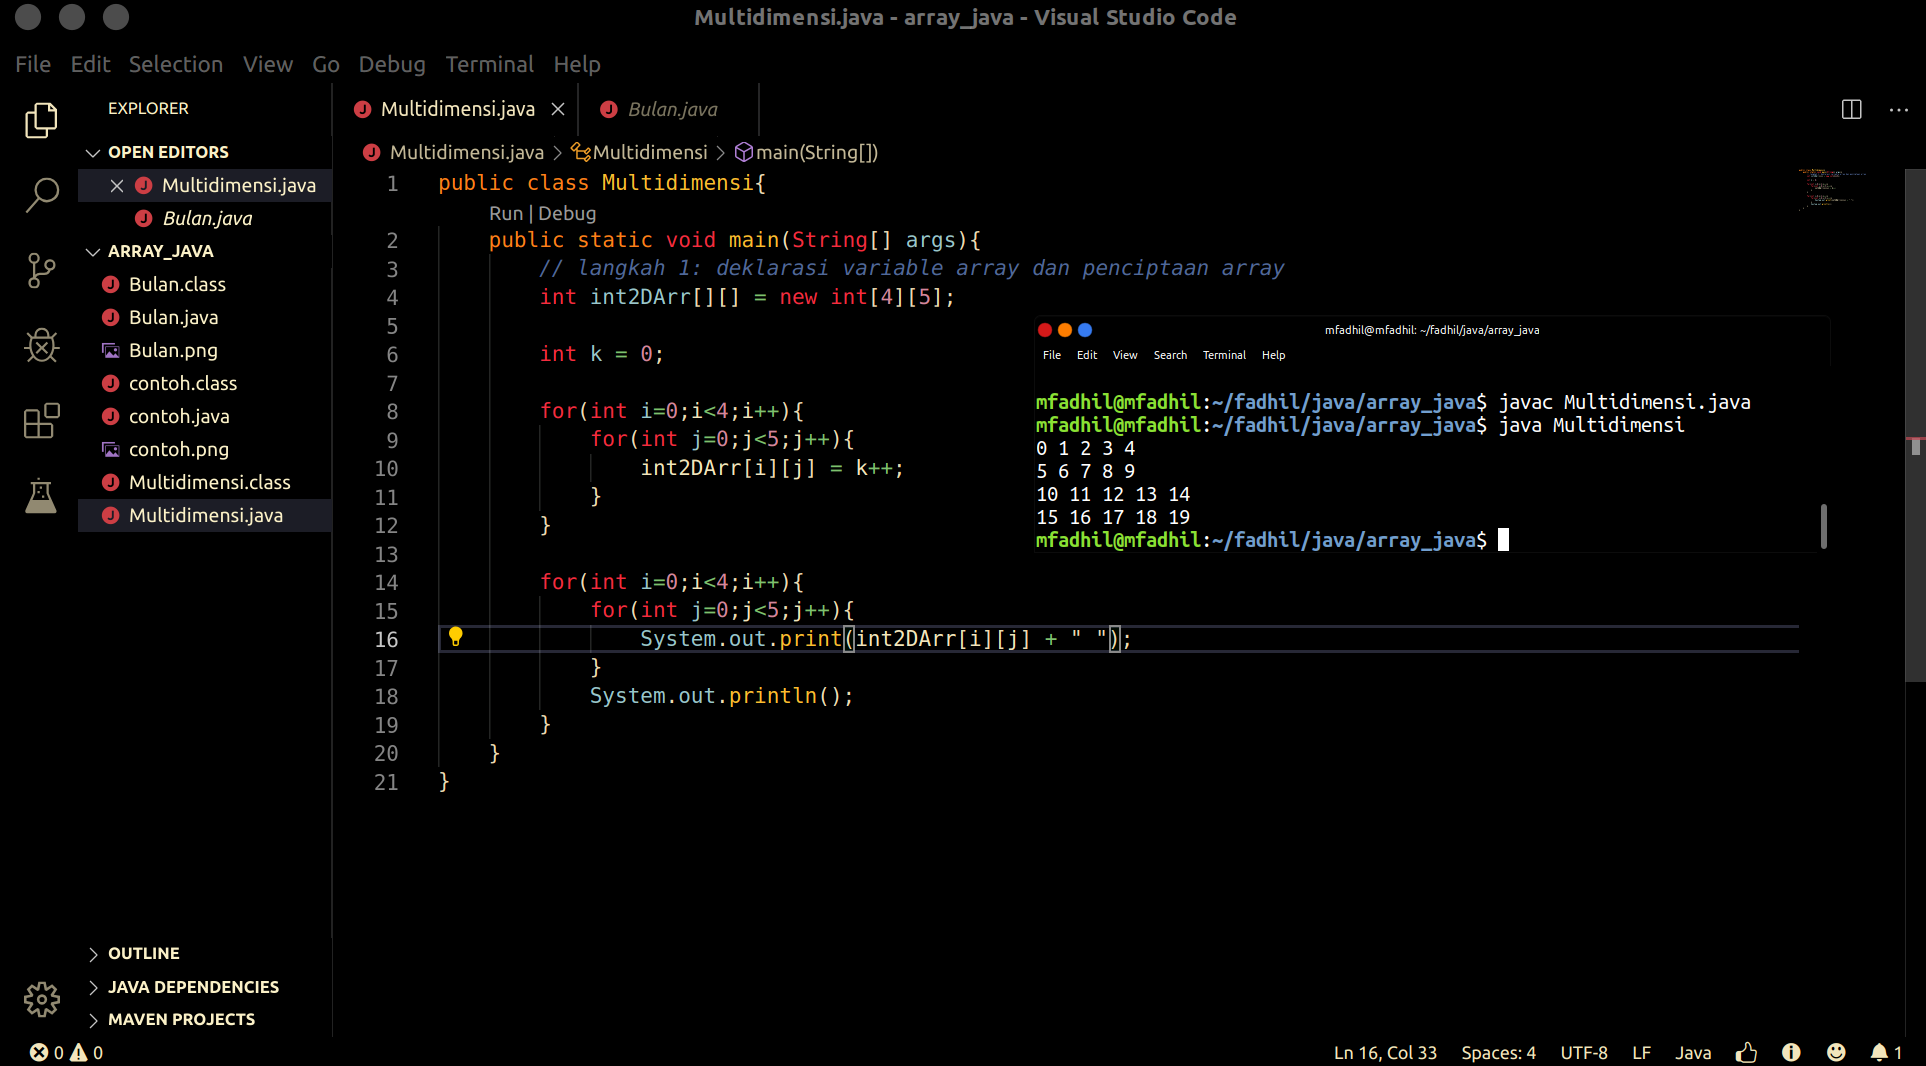 Multidimensi.java - array_java - Visual Studio Code
File Edit Selection View Go Debug Terminal Help
EXPLORER
OPEN EDITORS
Multidimensi.java
Bulan.java
ARRAY_JAVA
Bulan.class
Bulan.java
Bulan.png
contoh.class
contoh.java
contoh.png
Multidimensi.class
Multidimensi.java
OUTLINE
JAVA DEPENDENCIES
MAVEN PROJECTS
Multidimensi.java Bulan.java
Multidimensi.java > Multidimensi > main(String[])
1 public class Multidimensi{
Run | Debug
2 public static void main(String[] args){
3 // langkah 1: deklarasi variable array dan penciptaan array
4 int int2DArr[][] = new int[4][5];
5
6 int k = 0;
7
8 for(int i=0;i<4;i++){
9 for(int j=0;j<5;j++){
10 int2DArr[i][j] = k++;
11 }
12 }
13
14 for(int i=0;i<4;i++){
15 for(int j=0;j<5;j++){
16 System.out.print(int2DArr[i][j] + " ");
17 }
18 System.out.println();
19 }
20 }
21 }
mfadhil@mfadhil: ~/fadhil/java/array_java
File Edit View Search Terminal Help
mfadhil@mfadhil:~/fadhil/java/array_java$ javac Multidimensi.java
mfadhil@mfadhil:~/fadhil/java/array_java$ java Multidimensi
0 1 2 3 4
5 6 7 8 9
10 11 12 13 14
15 16 17 18 19
mfadhil@mfadhil:~/fadhil/java/array_java$
0 0
Ln 16, Col 33 Spaces: 4 UTF-8 LF Java 1